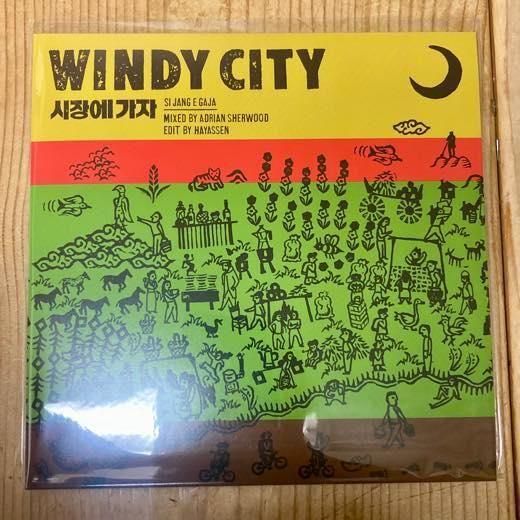 WINDY CITY
시장에 가자
SI JANG E GAJA
MIXED BY ADRIAN SHERWOOD
EDIT BY HAYASSEN